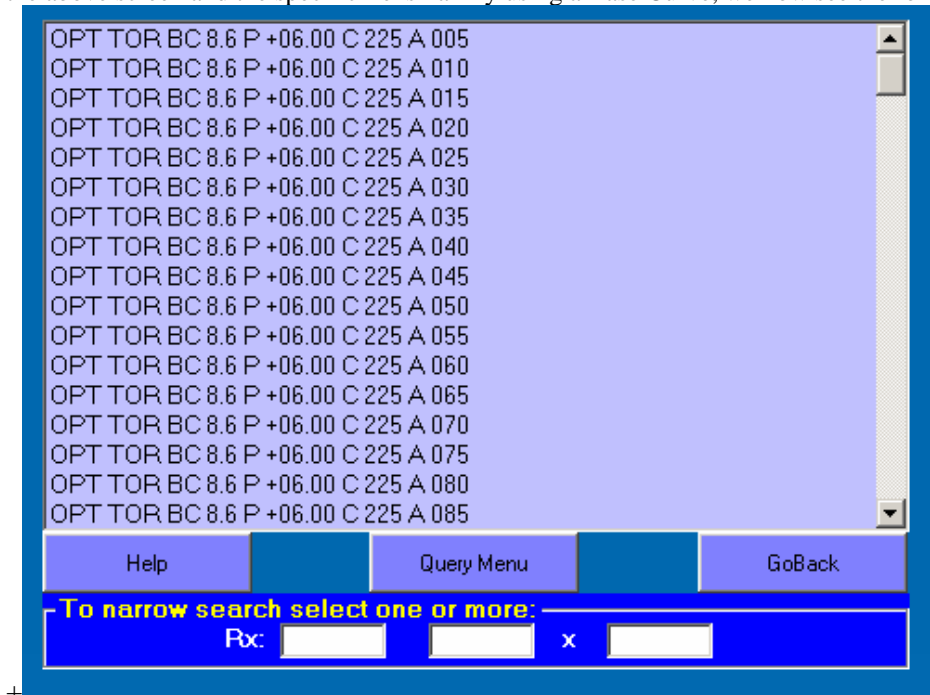 OPT TOR BC 8.6 P +06.00 C 225 A 005
OPT TOR BC 8.6 P +06.00 C 225 A 010
OPT TOR BC 8.6 P +06.00 C 225 A 015
OPT TOR BC 8.6 P +06.00 C 225 A 020
OPT TOR BC 8.6 P +06.00 C 225 A 025
OPT TOR BC 8.6 P +06.00 C 225 A 030
OPT TOR BC 8.6 P +06.00 C 225 A 035
OPT TOR BC 8.6 P +06.00 C 225 A 040
OPT TOR BC 8.6 P +06.00 C 225 A 045
OPT TOR BC 8.6 P +06.00 C 225 A 050
OPT TOR BC 8.6 P +06.00 C 225 A 055
OPT TOR BC 8.6 P +06.00 C 225 A 060
OPT TOR BC 8.6 P +06.00 C 225 A 065
OPT TOR BC 8.6 P +06.00 C 225 A 070
OPT TOR BC 8.6 P +06.00 C 225 A 075
OPT TOR BC 8.6 P +06.00 C 225 A 080
OPT TOR BC 8.6 P +06.00 C 225 A 085
Help Query Menu GoBack
To narrow search select one or more:
Rx: x
+